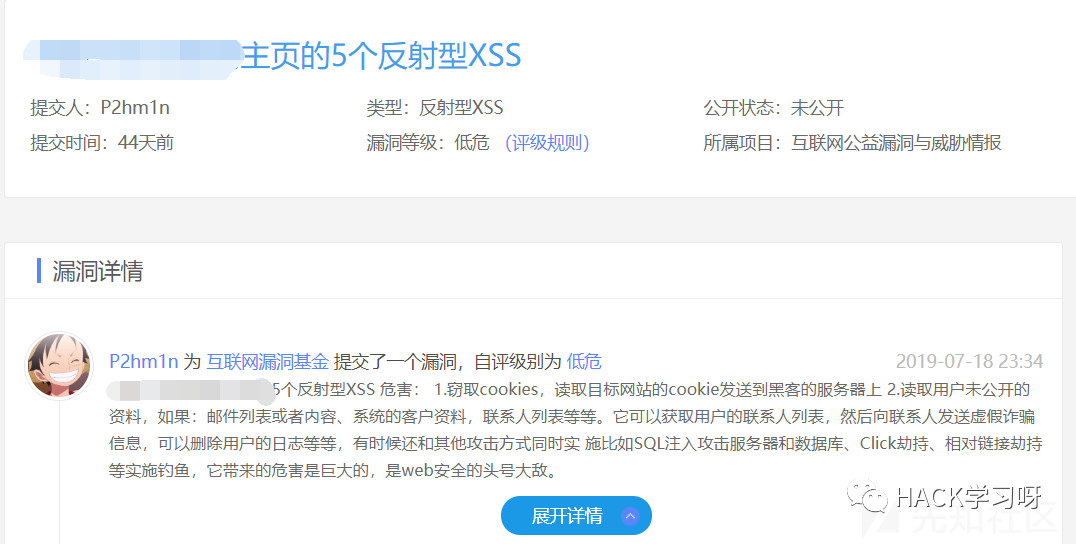 主页的5个反射型XSS
提交人：P2hm1n 类型：反射型XSS 公开状态：未公开
提交时间：44天前 漏洞等级：低危 （评级规则） 所属项目：互联网公益漏洞与威胁情报
漏洞详情
P2hm1n 为 互联网漏洞基金 提交了一个漏洞，自评级别为 低危 2019-07-18 23:34
5个反射型XSS 危害： 1.窃取cookies，读取目标网站的cookie发送到黑客的服务器上 2.读取用户未公开的
资料，如果：邮件列表或者内容、系统的客户资料，联系人列表等等。它可以获取用户的联系人列表，然后向联系人发送虚假诈骗
信息，可以删除用户的日志等等，有时候还和其他攻击方式同时实 施比如SQL注入攻击服务器和数据库、Click劫持、相对链接劫持
等实施钓鱼，它带来的危害是巨大的，是web安全的头号大敌。
展开详情
HACK学习呀
先知社区